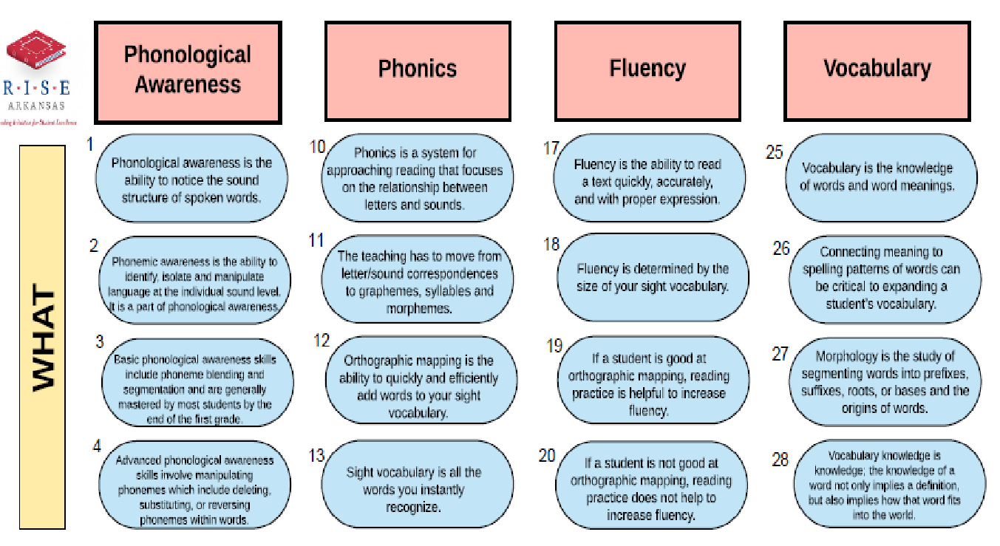 R·I·S·E
ARKANSAS
Phonological
Awareness
Phonics
Fluency
Vocabulary
WHAT
1
Phonological awareness is the
ability to notice the sound
structure of spoken words.
2
Phonemic awareness is the ability to
identify, isolate and manipulate
language at the individual sound level.
It is a part of phonological awareness.
3
Basic phonological awareness skills
include phoneme blending and
segmentation and are generally
mastered by most students by the
end of the first grade.
4
Advanced phonological awareness
skills involve manipulating
phonemes which include deleting,
substituting, or reversing
phonemes within words.
10
Phonics is a system for
approaching reading that focuses
on the relationship between
letters and sounds.
11
The teaching has to move from
letter/sound correspondences
to graphemes, syllables and
morphemes.
12
Orthographic mapping is the
ability to quickly and efficiently
add words to your sight
vocabulary.
13
Sight vocabulary is all the
words you instantly
recognize.
17
Fluency is the ability to read
a text quickly, accurately,
and with proper expression.
18
Fluency is determined by the
size of your sight vocabulary.
19
If a student is good at
orthographic mapping, reading
practice is helpful to increase
fluency.
20
If a student is not good at
orthographic mapping, reading
practice does not help to
increase fluency.
25
Vocabulary is the knowledge
of words and word meanings.
26
Connecting meaning to
spelling patterns of words can
be critical to expanding a
student's vocabulary.
27
Morphology is the study of
segmenting words into prefixes,
suffixes, roots, or bases and the
origins of words.
28
Vocabulary knowledge is
knowledge; the knowledge of a
word not only implies a definition,
but also implies how that word fits
into the world.